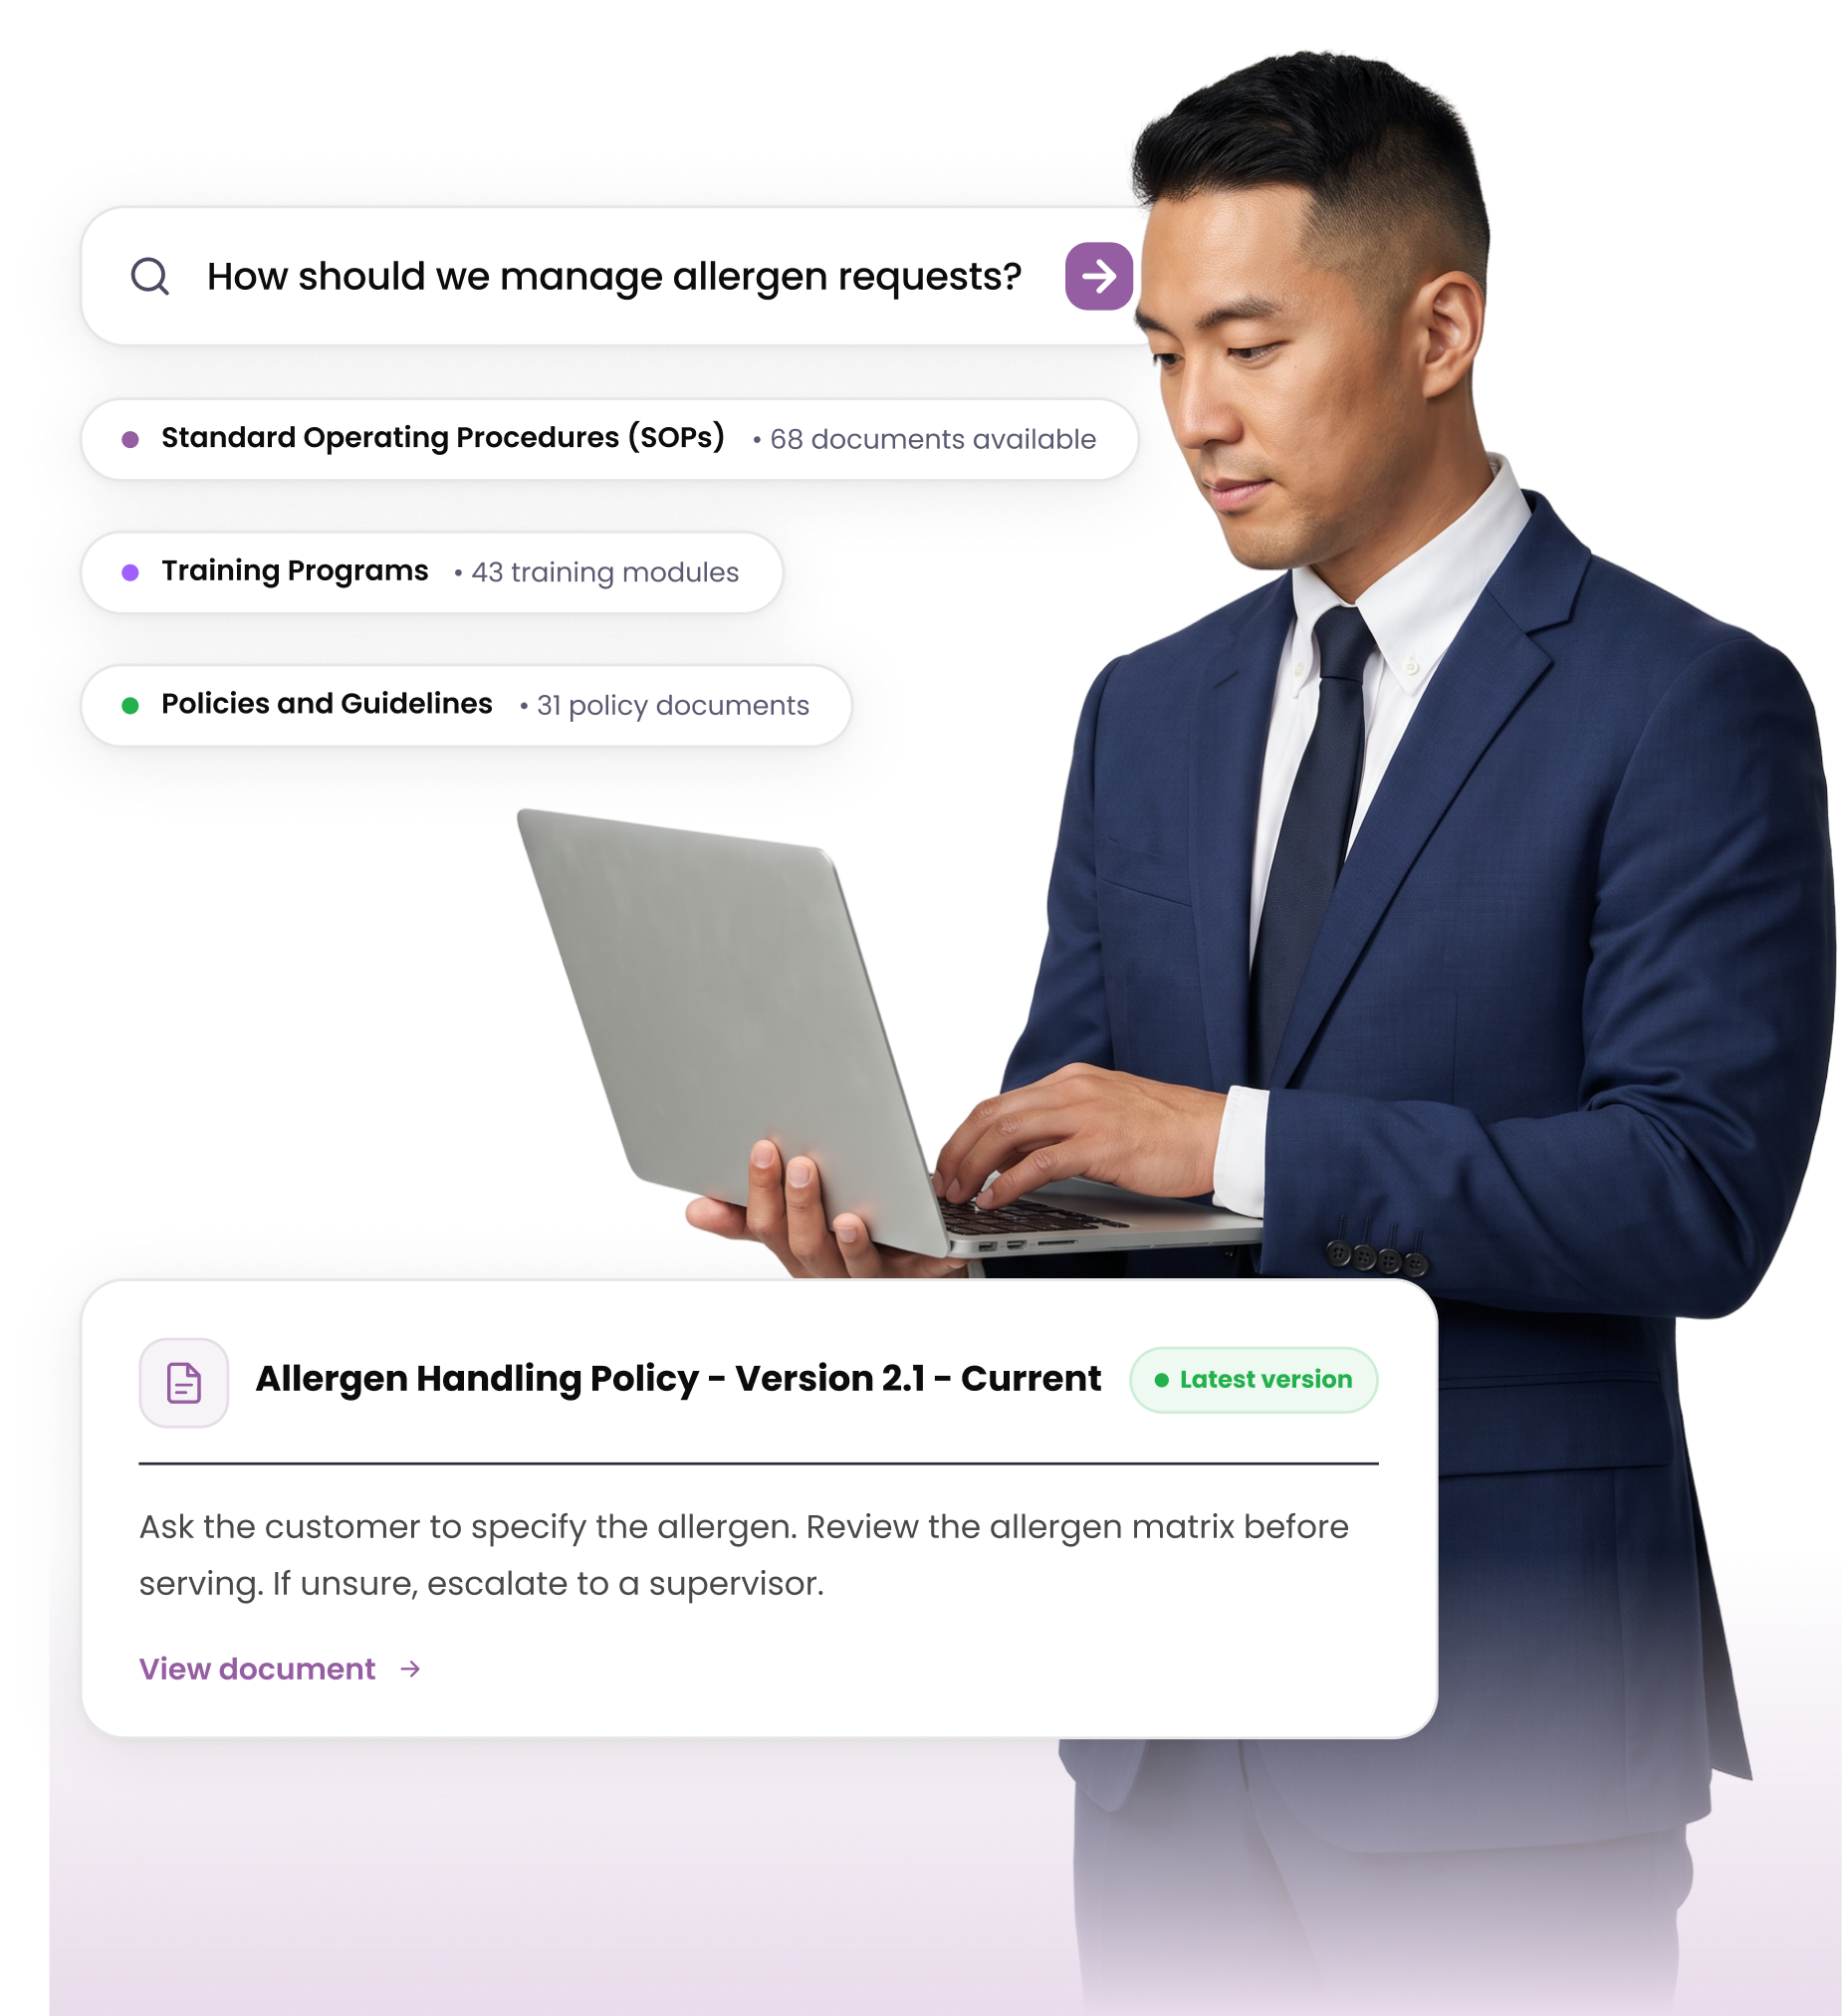 How should we manage allergen requests?
Standard Operating Procedures (SOPs) • 68 documents available
Training Programs • 43 training modules
Policies and Guidelines • 31 policy documents
Allergen Handling Policy - Version 2.1 - Current
Latest version
Ask the customer to specify the allergen. Review the allergen matrix before
serving. If unsure, escalate to a supervisor.
View document →